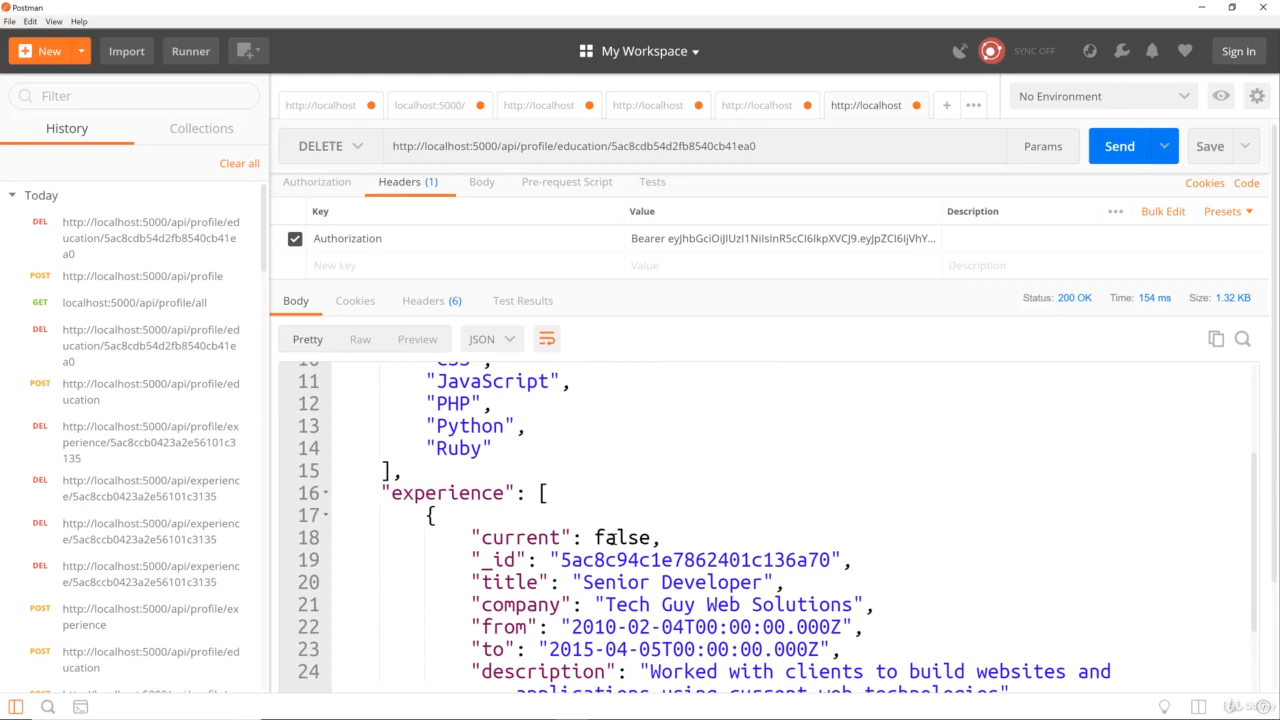 Postman
File Edit View Help
New Import Runner My Workspace SYNC OFF Sign In
Filter
History Collections
Clear all
Today
DEL http://localhost:5000/api/profile/ed
ucation/5ac8cdb54d2fb8540cb41e
a0
POST http://localhost:5000/api/profile
GET localhost:5000/api/profile/all
DEL http://localhost:5000/api/profile/ed
ucation/5ac8cdb54d2fb8540cb41e
a0
POST http://localhost:5000/api/profile/ed
ucation
DEL http://localhost:5000/api/profile/ex
perience/5ac8ccb0423a2e56101c3
135
DEL http://localhost:5000/api/experienc
e/5ac8ccb0423a2e56101c3135
DEL http://localhost:5000/api/experienc
e/5ac8ccb0423a2e56101c3135
DEL http://localhost:5000/api/experienc
e/5ac8ccb0423a2e56101c3135
POST http://localhost:5000/api/profile/ex
perience
POST http://localhost:5000/api/profile/ed
ucation
http://localhost localhost:5000/ http://localhost http://localhost http://localhost http://localhost No Environment
DELETE http://localhost:5000/api/profile/education/5ac8cdb54d2fb8540cb41ea0 Params Send Save
Authorization Headers (1) Body Pre-request Script Tests Cookies Code
Key Value Description Bulk Edit Presets
Authorization Bearer eyJhbGciOiJIUzI1NiIsInR5cCI6IkpXVCJ9.eyJpZCI6IjVhY...
New key Value Description
Body Cookies Headers (6) Test Results Status: 200 OK Time: 154 ms Size: 1.32 KB
Pretty Raw Preview JSON
10 "CSS",
11 "JavaScript",
12 "PHP",
13 "Python",
14 "Ruby"
15 ],
16 "experience": [
17 {
18 "current": false,
19 "_id": "5ac8c94c1e7862401c136a70",
20 "title": "Senior Developer",
21 "company": "Tech Guy Web Solutions",
22 "from": "2010-02-04T00:00:00.000Z",
23 "to": "2015-04-05T00:00:00.000Z",
24 "description": "Worked with clients to build websites and
applications using current web technologies"